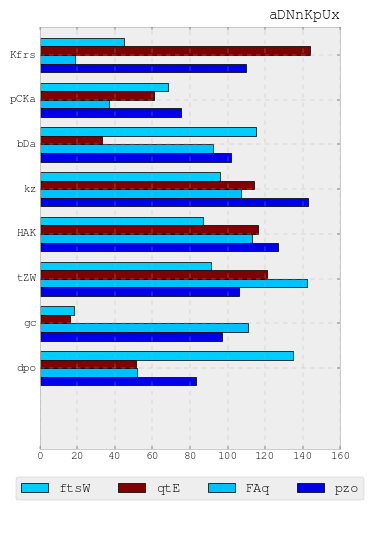 aDNnKpUx
Kfrs
pCKa
bDa
kz
HAK
tZW
gc
dpo
0 20 40 60 80 100 120 140 160
ftsW qtE FAq pzo